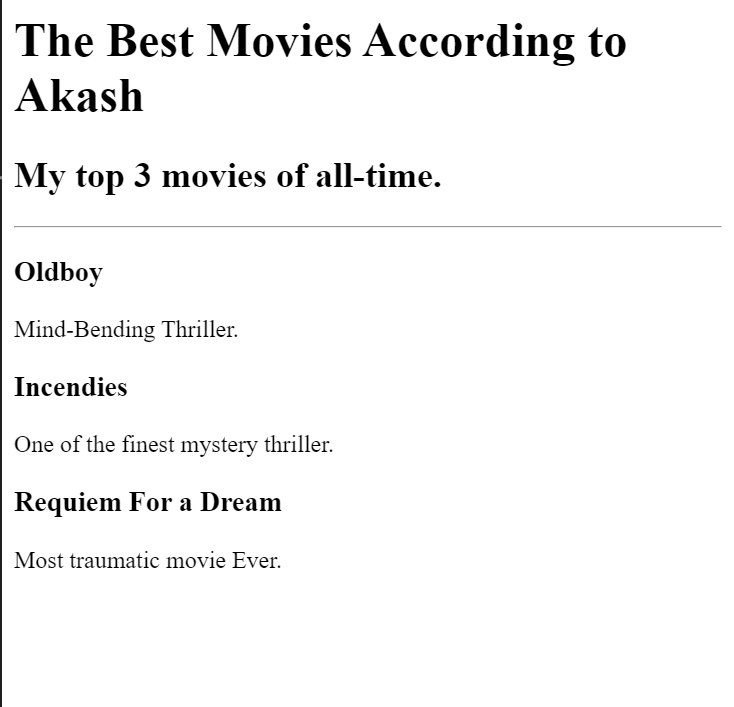 The Best Movies According to
Akash
My top 3 movies of all-time.
Oldboy
Mind-Bending Thriller.
Incendies
One of the finest mystery thriller.
Requiem For a Dream
Most traumatic movie Ever.